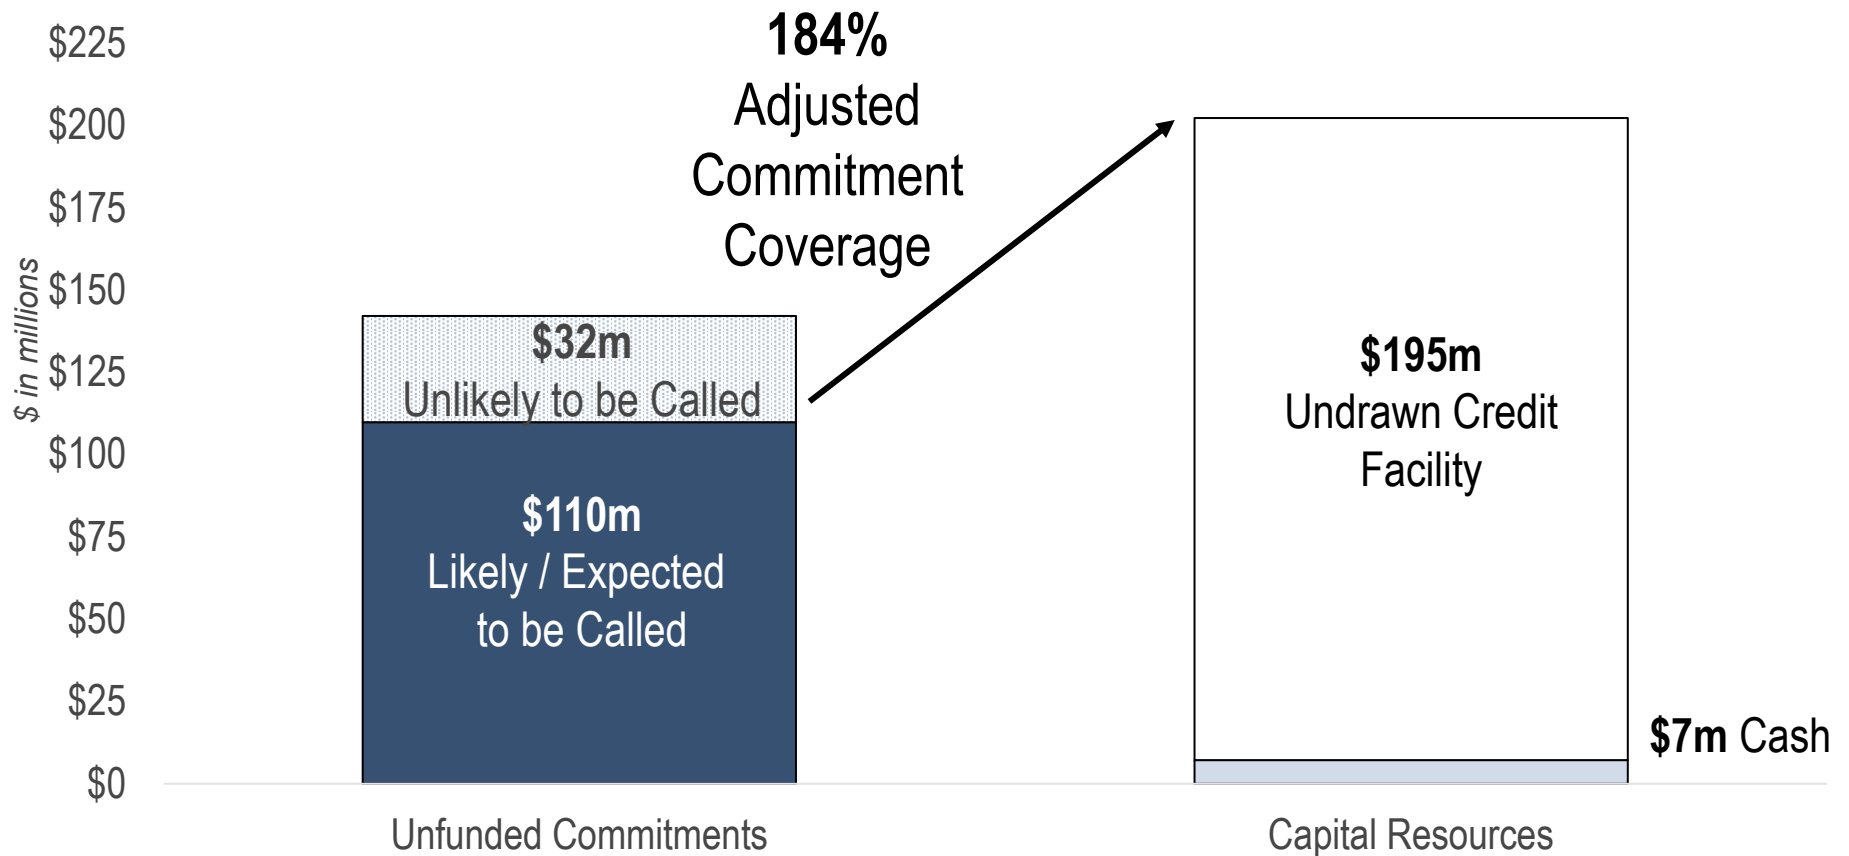 184%
Adjusted
Commitment
Coverage
$ in millions
$225
$200
$175
$150
$125
$100
$75
$50
$25
$0
$32m
Unlikely to be Called
$110m
Likely / Expected
to be Called
$195m
Undrawn Credit
Facility
$7m Cash
Unfunded Commitments
Capital Resources